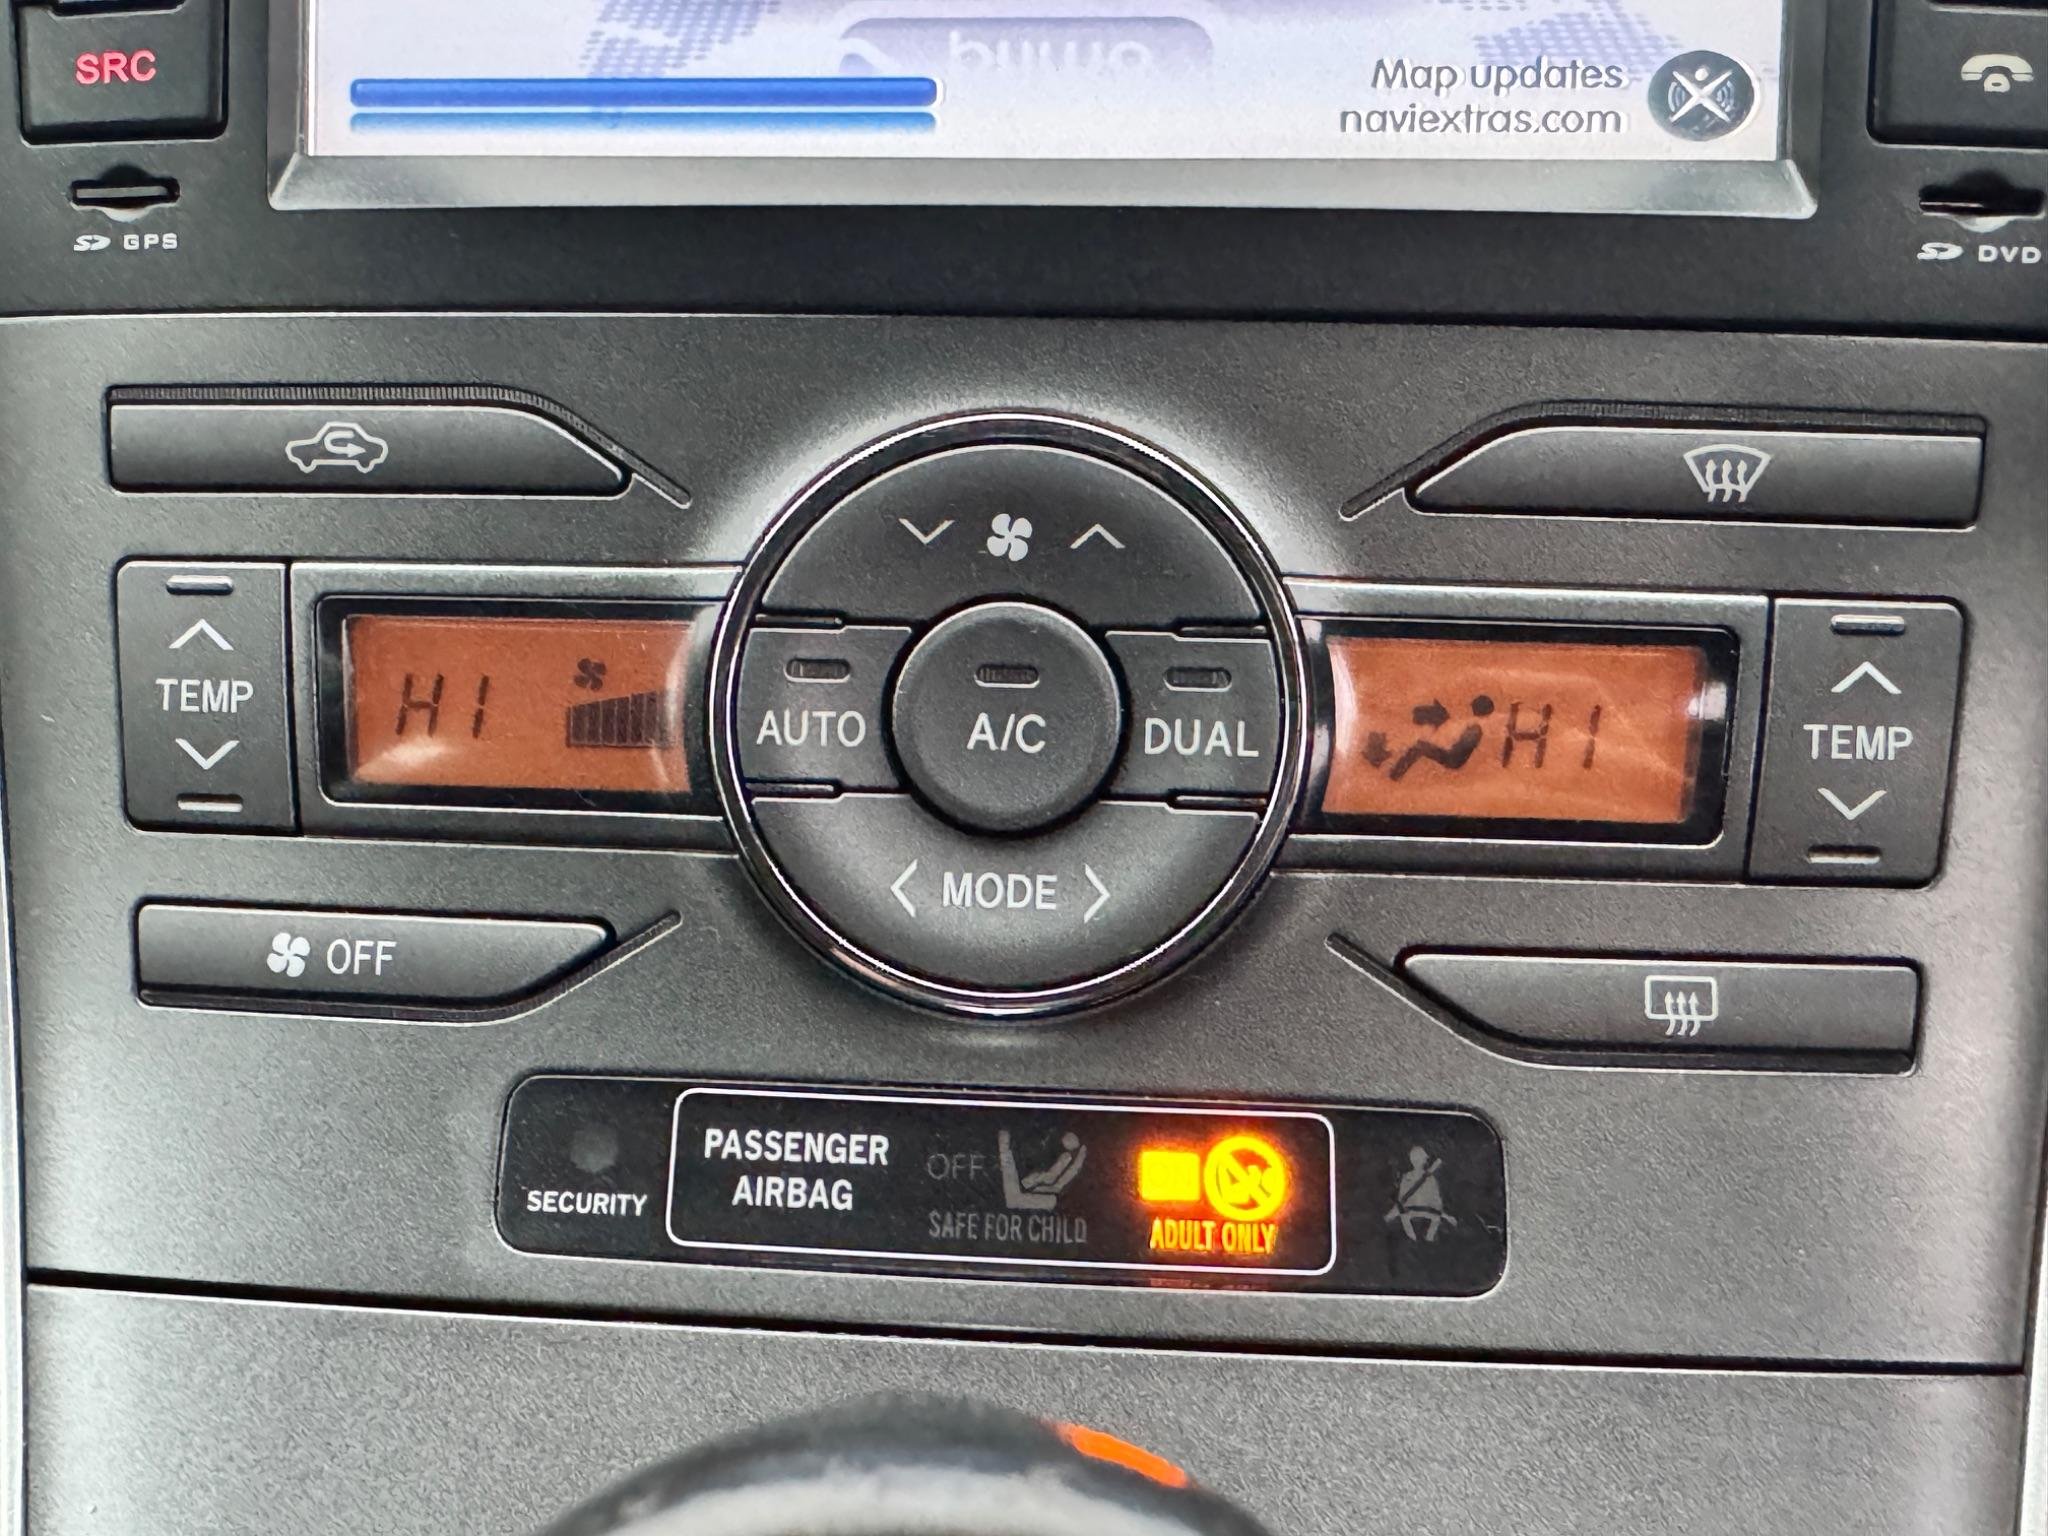 Map updates
naviextras.com
SRC
GPS
DVD
TEMP
HI
AUTO
A/C
DUAL
HI
TEMP
MODE
OFF
PASSENGER
AIRBAG
OFF
SAFE FOR CHILD
ADULT ONLY
SECURITY